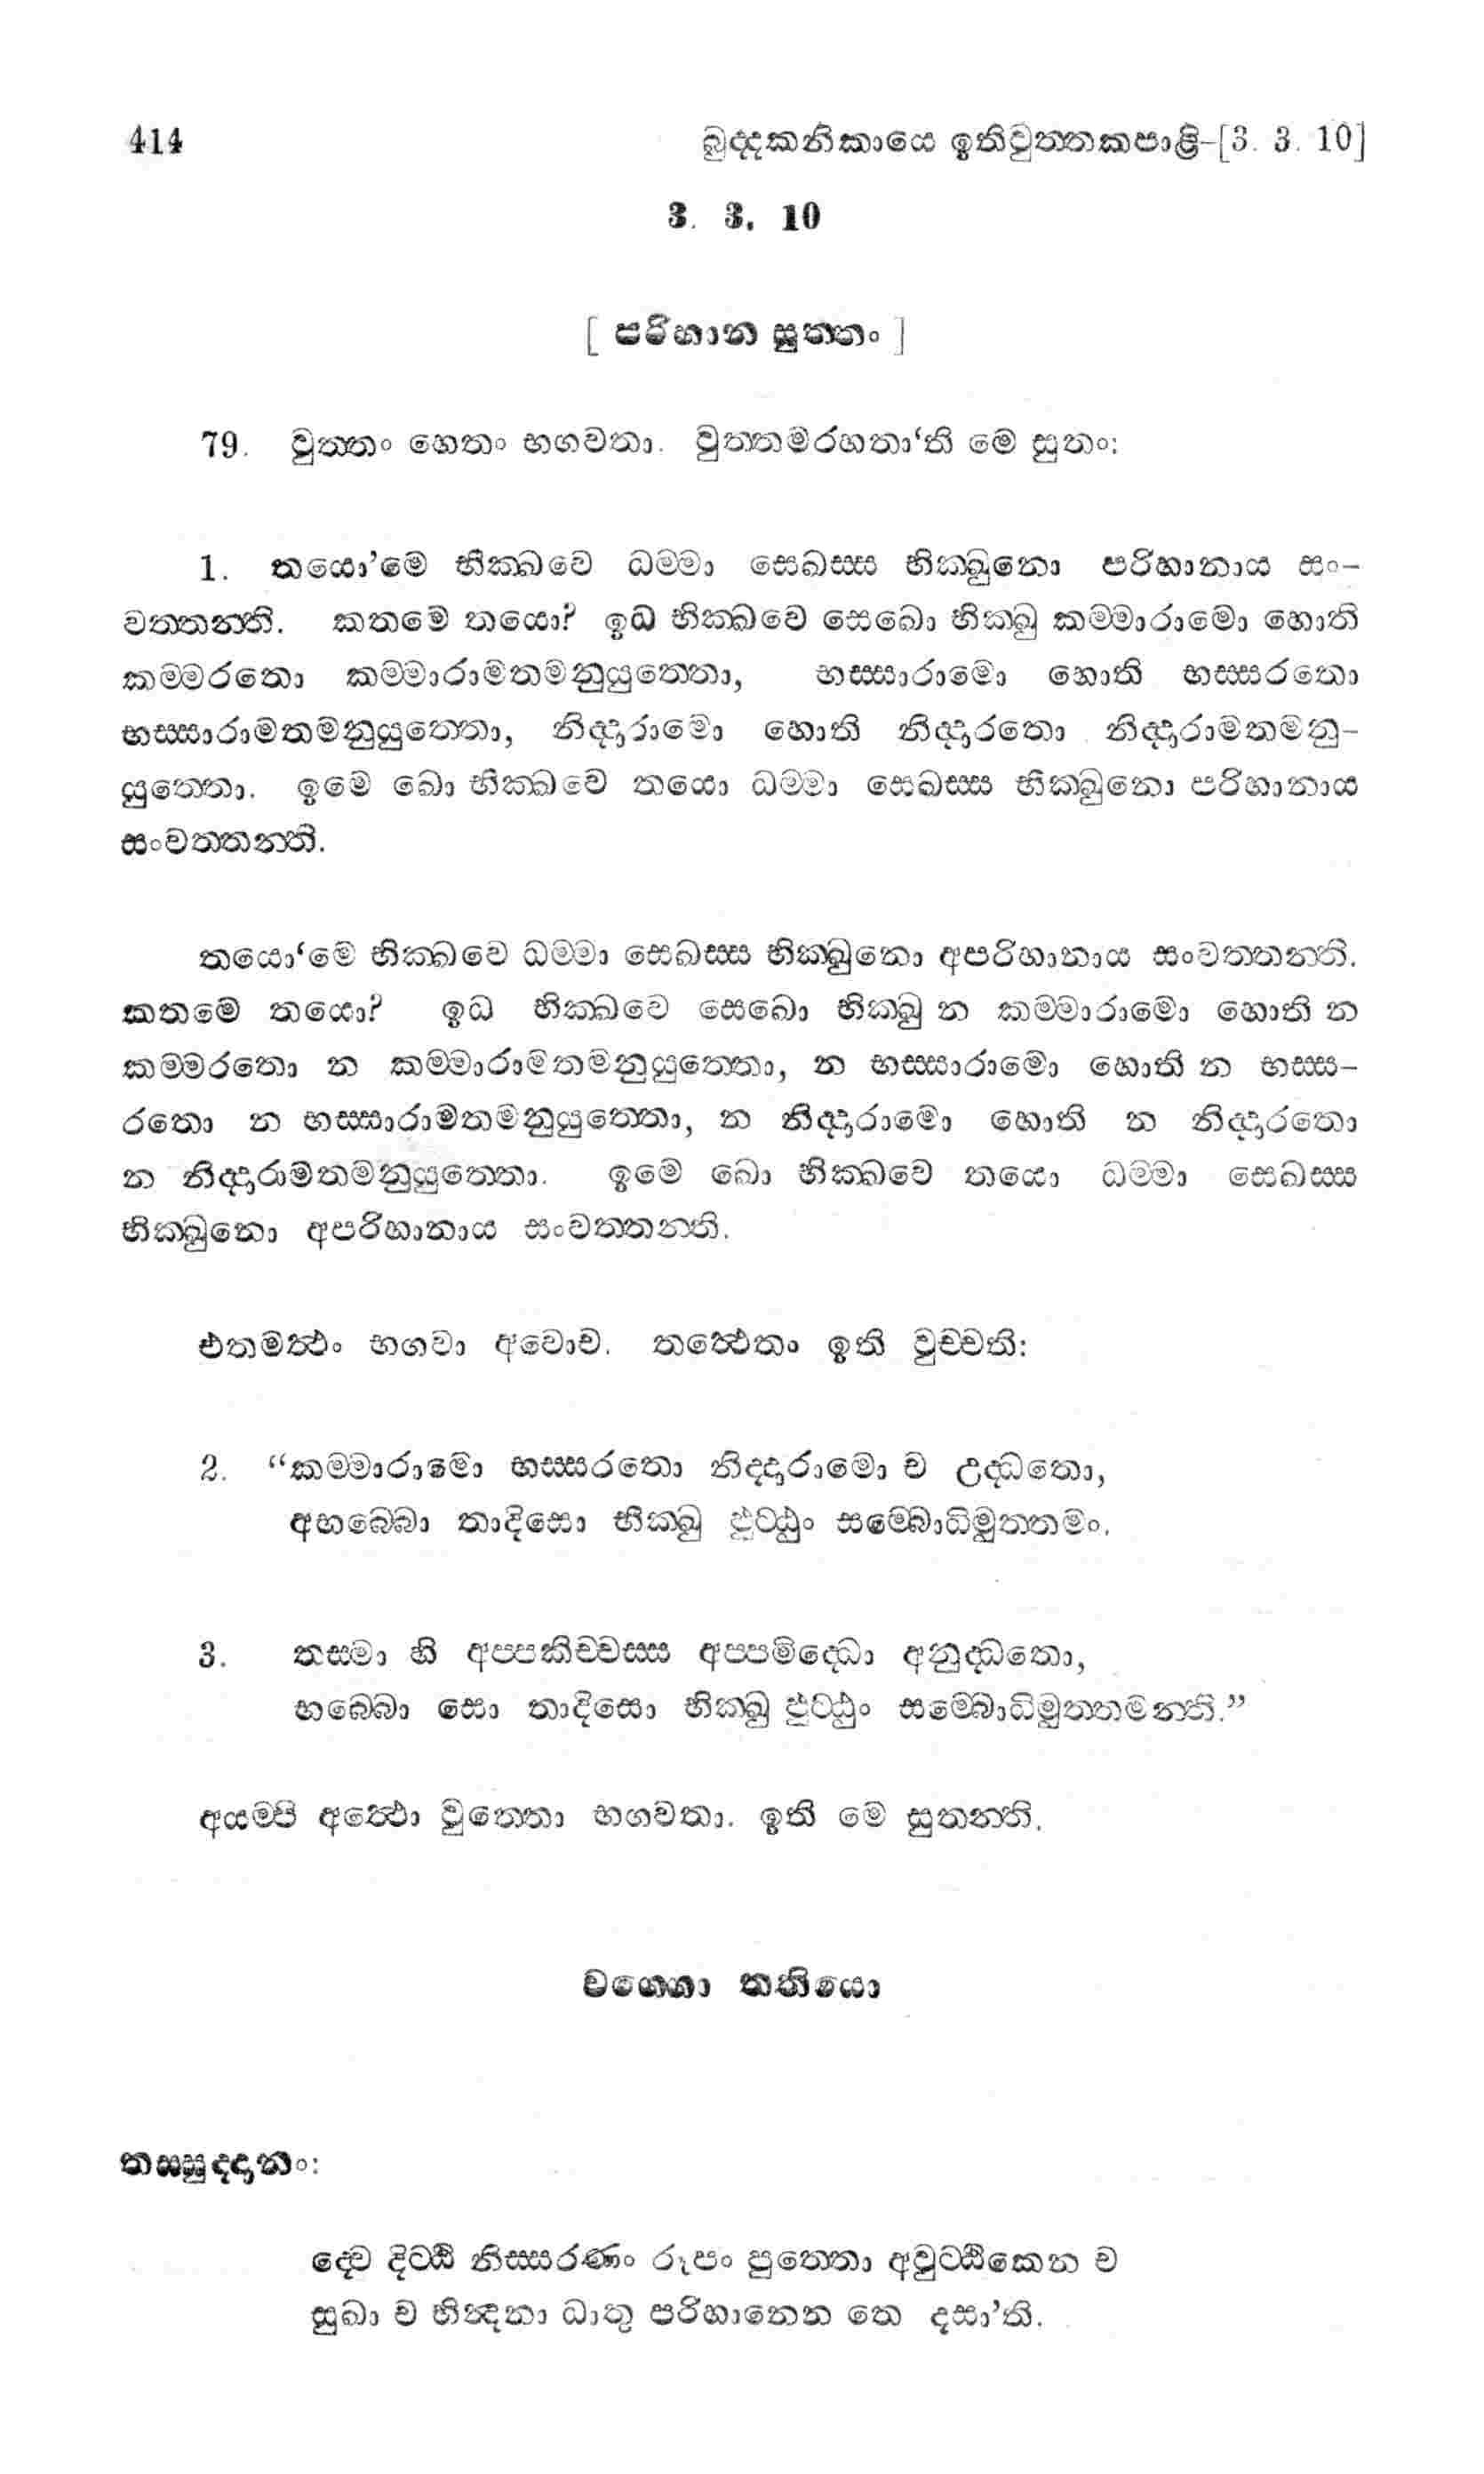 414 ඛුද්දකනිකායෙ ඉතිවුත්තකපාළි-[3. 3. 10]
3. 3. 10
[ පරිහාන සුත්තං ]
79. වුත්තං හෙතං භගවතා. වුත්තමරහතා‘ති මෙ සුතං:
1. තයො’මෙ භික්ඛවෙ ධම්මා සෙඛස්ස භික්ඛුනො පරිහානාය සං-
වත්තන්ති. කතමෙ තයො? ඉධ භික්ඛවෙ සෙඛො භික්ඛු කම්මාරාමො හොති
කම්මරතො කම්මාරාමතමනුයුත්තො, භස්සාරාමො හොති භස්සරතො
භස්සාරාමතමනුයුත්තො, නිද්දාරාමො හොති නිද්දාරතො නිද්දාරාමතමනු-
යුත්තො. ඉමෙ ඛො භික්ඛවෙ තයො ධම්මා සෙඛස්ස භික්ඛුනො පරිහානාය
සංවත්තන්ති.
තයො‘මෙ භික්ඛවෙ ධම්මා සෙඛස්ස භික්ඛුනො අපරිහානාය සංවත්තන්ති.
කතමෙ තයො? ඉධ භික්ඛවෙ සෙඛො භික්ඛු න කම්මාරාමො හොති න
කම්මරතො න කම්මාරාමතමනුයුත්තො, න භස්සාරාමො හොති න භස්ස-
රතො න භස්සාරාමතමනුයුත්තො, න නිද්දාරාමො හොති න නිද්දාරතො
න නිද්දාරාමතමනුයුත්තො. ඉමෙ ඛො භික්ඛවෙ තයො ධම්මා සෙඛස්ස
භික්ඛුනො අපරිහානාය සංවත්තන්ති.
එතමත්ථං භගවා අවොච. තත්ථෙතං ඉති වුච්චති:
2. “කම්මාරාමො භස්සරතො නිද්දාරාමො ච උද්ධතො,
අභබ්බො තාදිසො භික්ඛු ඵුට්ඨුං සම්බොධිමුත්තමං.
3. තස්මා හි අප්පකිච්චස්ස අප්පමිද්ධො අනුද්ධතො,
භබ්බො සො තාදිසො භික්ඛු ඵුට්ඨුං සම්බොධිමුත්තමන්ති.”
අයම්පි අත්ථො වුත්තො භගවතා. ඉති මෙ සුතන්ති.
වග්ගො තතියො
තස්සුද්දානං:
ද්වෙ දිට්ඨි නිස්සරණං රූපං පුත්තො අවුට්ඨිකෙන ච
සුඛා ච භින්දනා ධාතු පරිහානෙන තෙ දසා’ති.